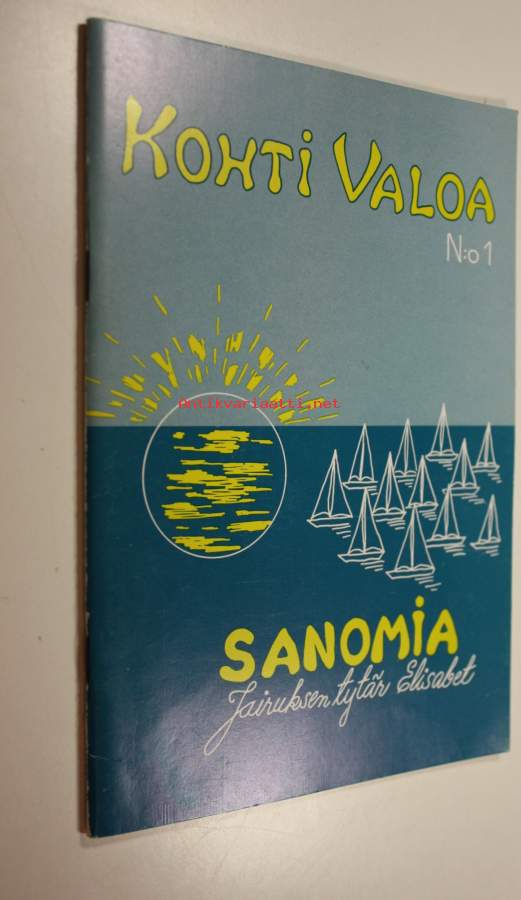 KOHTI VALOA
N:o 1
Antikvariaatti.net
SANOMIA
Jairuksen tytär Elisabet